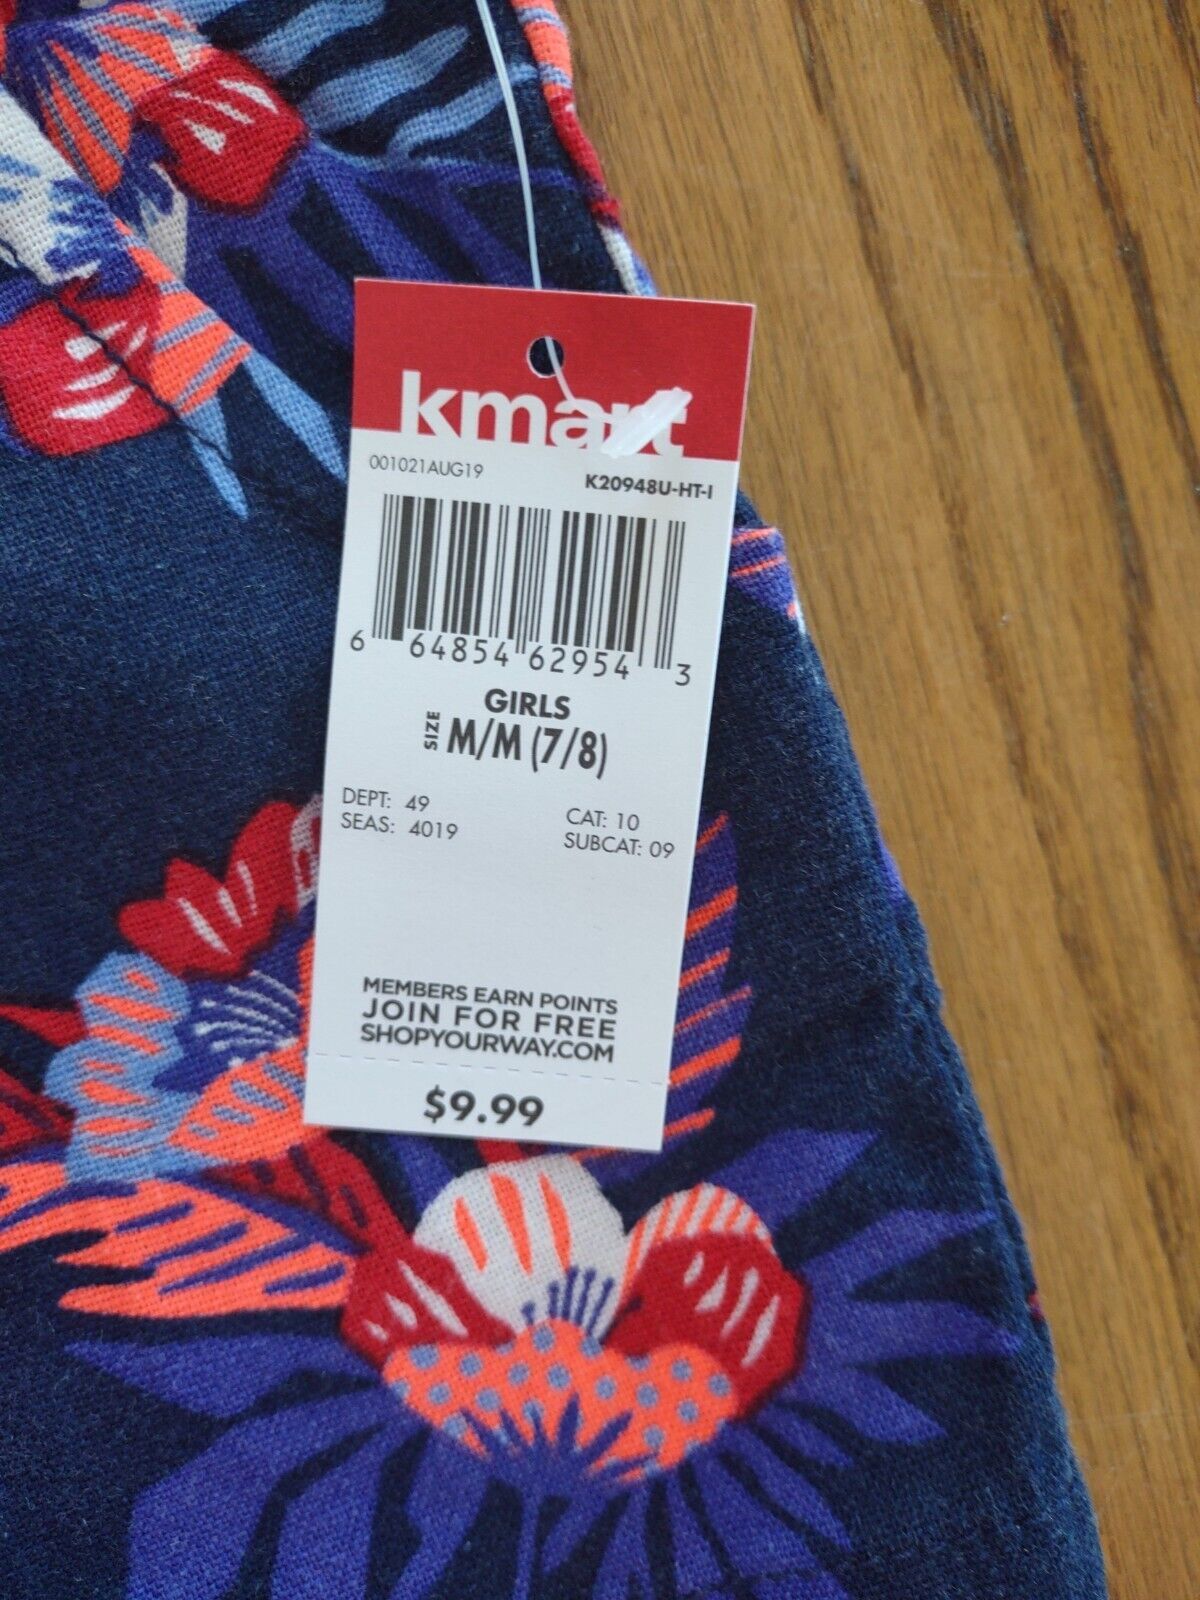 kmart
001021AUG19 K20948U-HT-I
6 64854 62954 3
GIRLS
SIZE M/M (7/8)
DEPT: 49 CAT: 10
SEAS: 4019 SUBCAT: 09
MEMBERS EARN POINTS
JOIN FOR FREE
SHOPYOURWAY.COM
$9.99